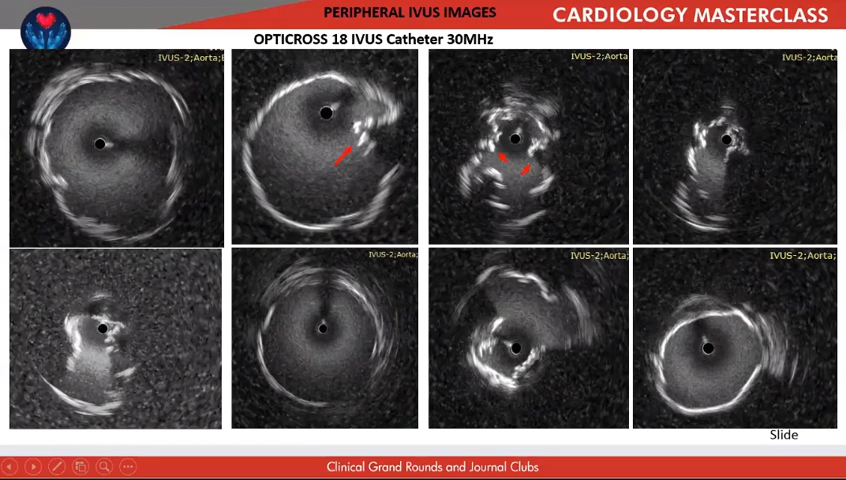 PERIPHERAL IVUS IMAGES
CARDIOLOGY MASTERCLASS
OPTICROSS 18 IVUS Catheter 30MHz
IVUS-2;Aorta;
IVUS-2;Aorta
IVUS-2;Aorta
IVUS-2;Aorta;
IVUS-2;Aorta;
IVUS-2;Aorta;
Slide
Clinical Grand Rounds and Journal Clubs